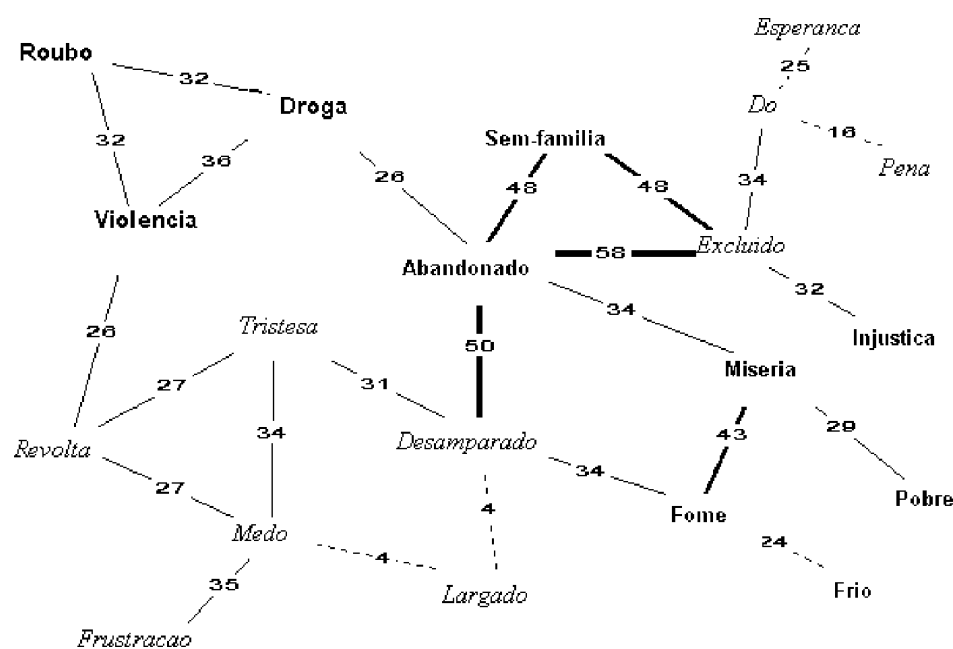 Esperanca
Roubo
25
32
Droga
Do
16
32
36
Sem-familia
Pena
26
48
48
34
Violencia
Excluido
58
Abandonado
32
34
Tristesa
26
50
Injustica
Miseria
27
31
34
43
29
Revolta
Desamparado
34
27
Pobre
4
Fome
Medo
24
4
35
Largado
Frio
Frustracao